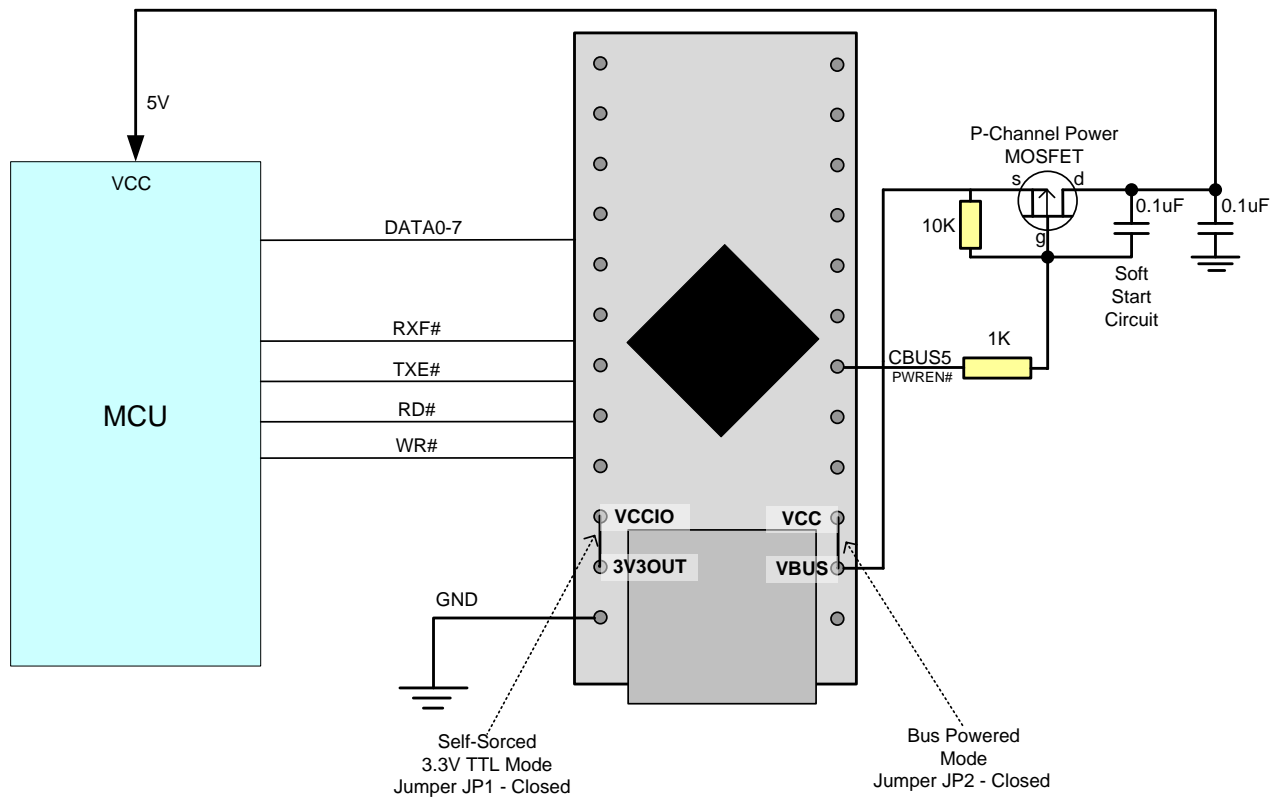 5V
VCC
MCU
DATA0-7
RXF#
TXE#
RD#
WR#
GND
VCCIO
3V3OUT
VCC
VBUS
P-Channel Power
MOSFET
s
d
g
10K
0.1uF
0.1uF
Soft
Start
Circuit
1K
CBUS5
PWREN#
Self-Sorced
3.3V TTL Mode
Jumper JP1 - Closed
Bus Powered
Mode
Jumper JP2 - Closed